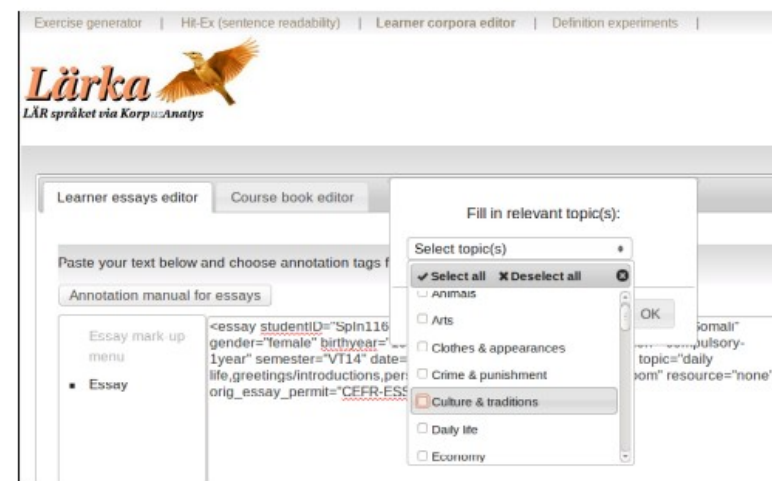 Exercise generator | Hit-Ex (sentence readability) | Learner corpora editor | Definition experiments |
Lärka
LÄR språket via KorpusAnalys
Learner essays editor Course book editor
Fill in relevant topic(s):
Select topic(s)
Paste your text below and choose annotation tags f
Select all Deselect all
Annotation manual for essays
Animals
OK
Arts
Essay mark up
menu
Essay
<essay studentID="SpIn116 Somali"
gender="female" birthyear= compulsory-
1year" semester="VT14" date= topic="daily
life,greetings/introductions,per oom" resource="none"
orig_essay_permit="CEFR-ESS
Clothes & appearances
Crime & punishment
Culture & traditions
Daily life
Economy